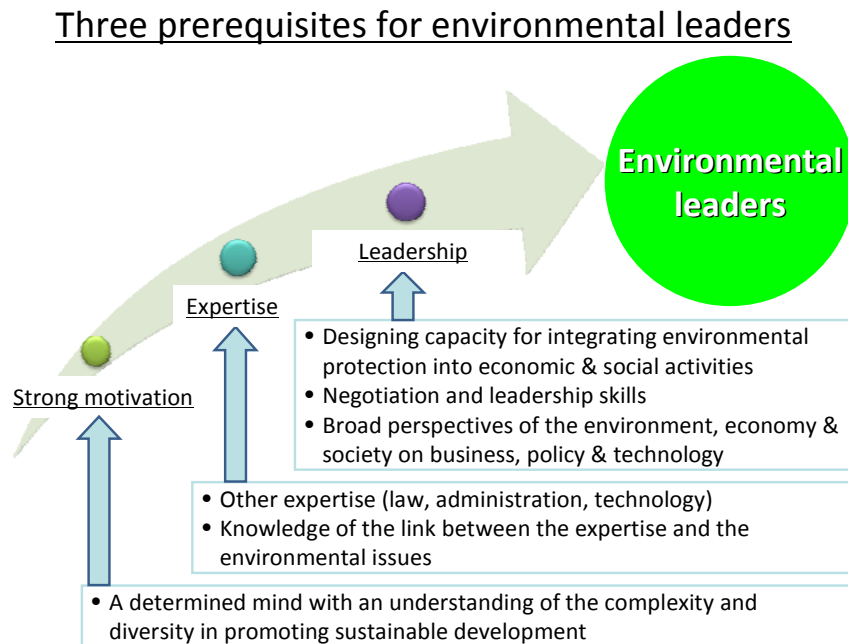 Three prerequisites for environmental leaders
Environmental
leaders
Leadership
Expertise
Strong motivation
• Designing capacity for integrating environmental
protection into economic & social activities
• Negotiation and leadership skills
• Broad perspectives of the environment, economy &
society on business, policy & technology
• Other expertise (law, administration, technology)
• Knowledge of the link between the expertise and the
environmental issues
• A determined mind with an understanding of the complexity and
diversity in promoting sustainable development